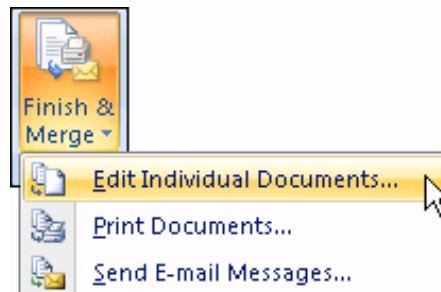 Finish &
Merge
Edit Individual Documents...
Print Documents...
Send E-mail Messages...